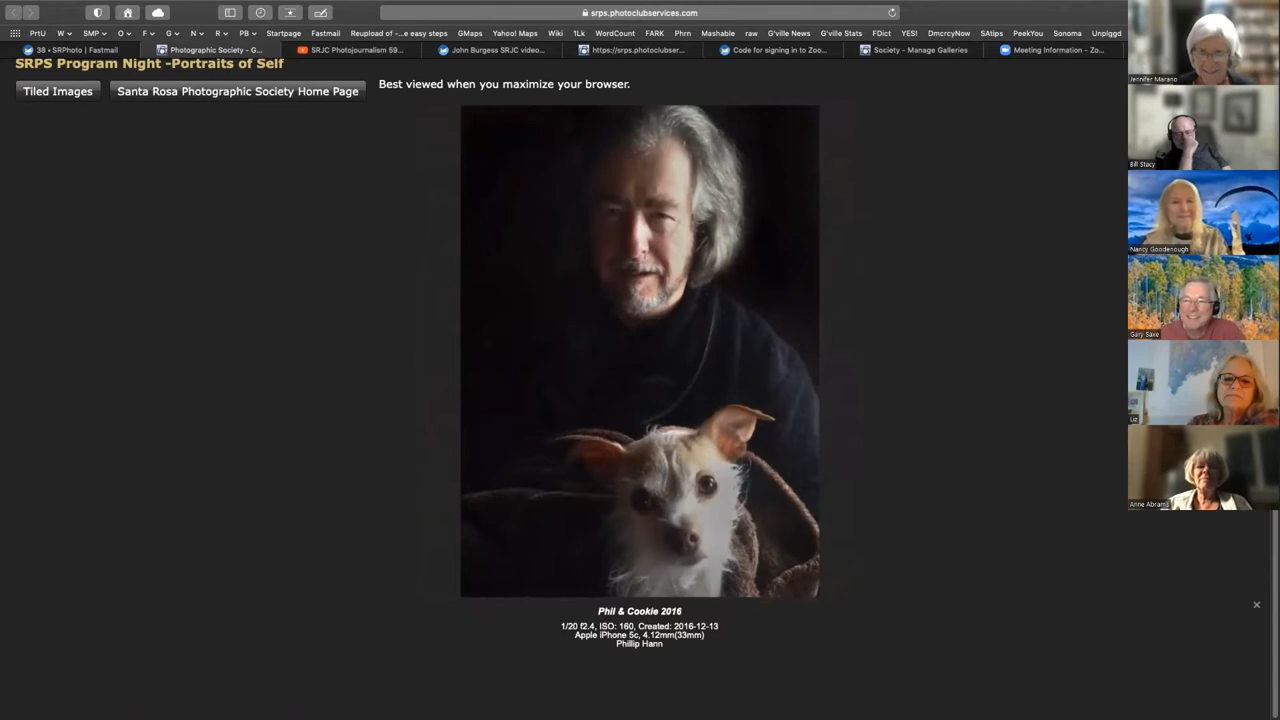 srps.photoclubservices.com
PrtU W SMP O F G N R PB Startpage Fastmail Reupload of -...e easy steps GMaps Yahoo! Maps Wiki 1Lk WordCount FARK Phrn Mashable raw G'ville News G'ville Stats FDict YES! DmcrcyNow SAtips PeekYou Sonoma Unplggd
38 • SRPhoto | Fastmail Photographic Society - G... SRJC Photojournalism 59... John Burgess SRJC video... https://srps.photoclubser... Code for signing in to Zoo... Society - Manage Galleries Meeting Information - Zo...
SRPS Program Night -Portraits of Self
Tiled Images Santa Rosa Photographic Society Home Page Best viewed when you maximize your browser.
Phil & Cookie 2016
1/20 f2.4, ISO: 160, Created: 2016-12-13
Apple iPhone 5c, 4.12mm(33mm)
Phillip Hann
Jennifer Marano
Bill Stacy
Nancy Goodenough
Gary Saxe
Liz
Anne Abrams